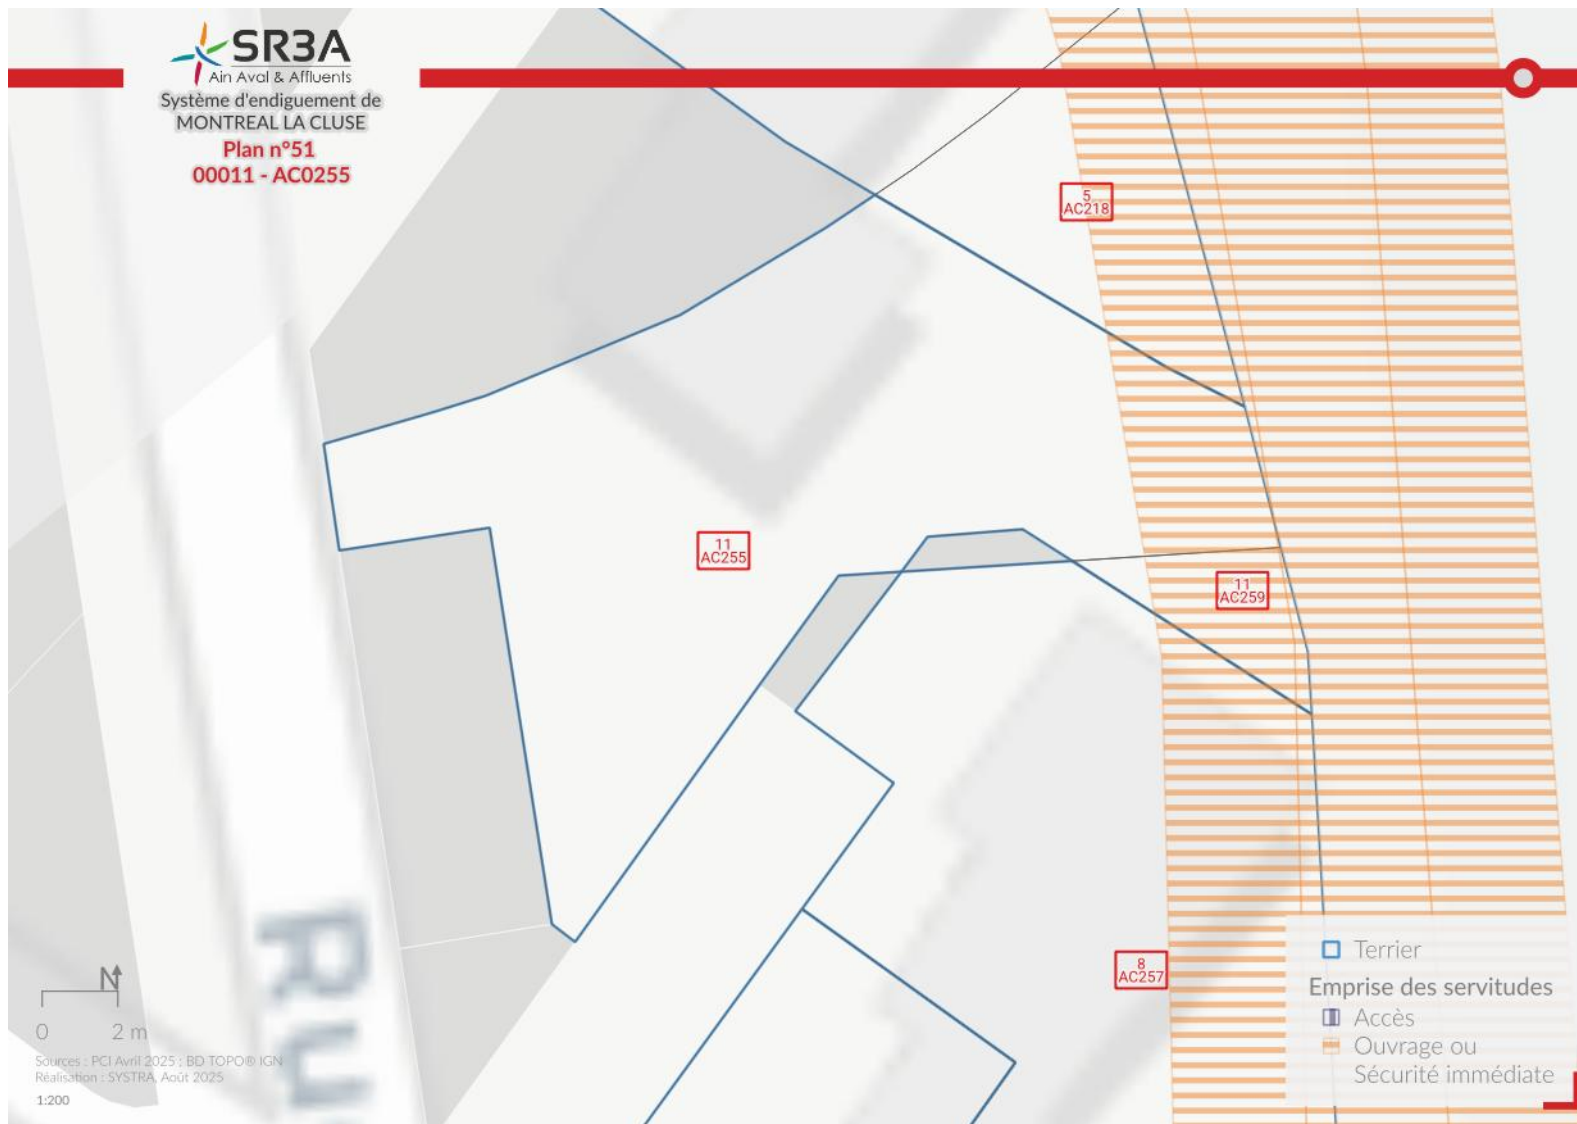 SR3A
Ain Aval & Affluents
Système d'endiguement de
MONTREAL LA CLUSE
Plan n°51
00011 - AC0255
5
AC218
11
AC255
11
AC259
8
AC257
Ru
N
0 2 m
Sources : PCI Avril 2025 ; BD TOPO® IGN
Réalisation : SYSTRA, Août 2025
1:200
Terrier
Emprise des servitudes
Accès
Ouvrage ou
Sécurité immédiate